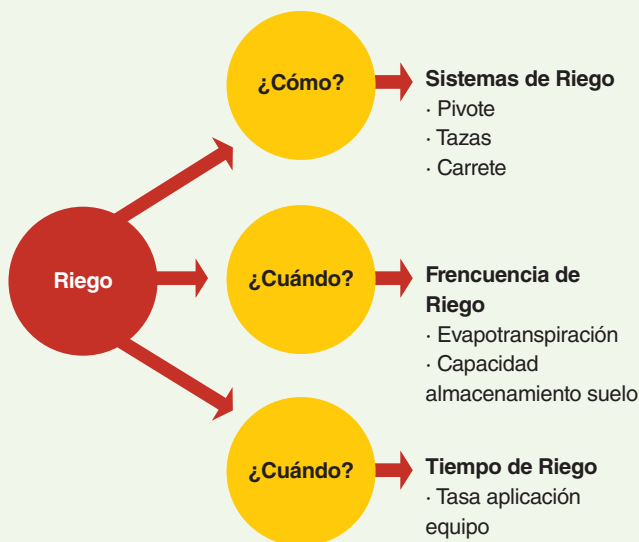 ¿Cómo?
Sistemas de Riego
· Pivote
· Tazas
· Carrete
Riego
¿Cuándo?
Frencuencia de
Riego
· Evapotranspiración
· Capacidad
almacenamiento suelo
¿Cuándo?
Tiempo de Riego
· Tasa aplicación
equipo